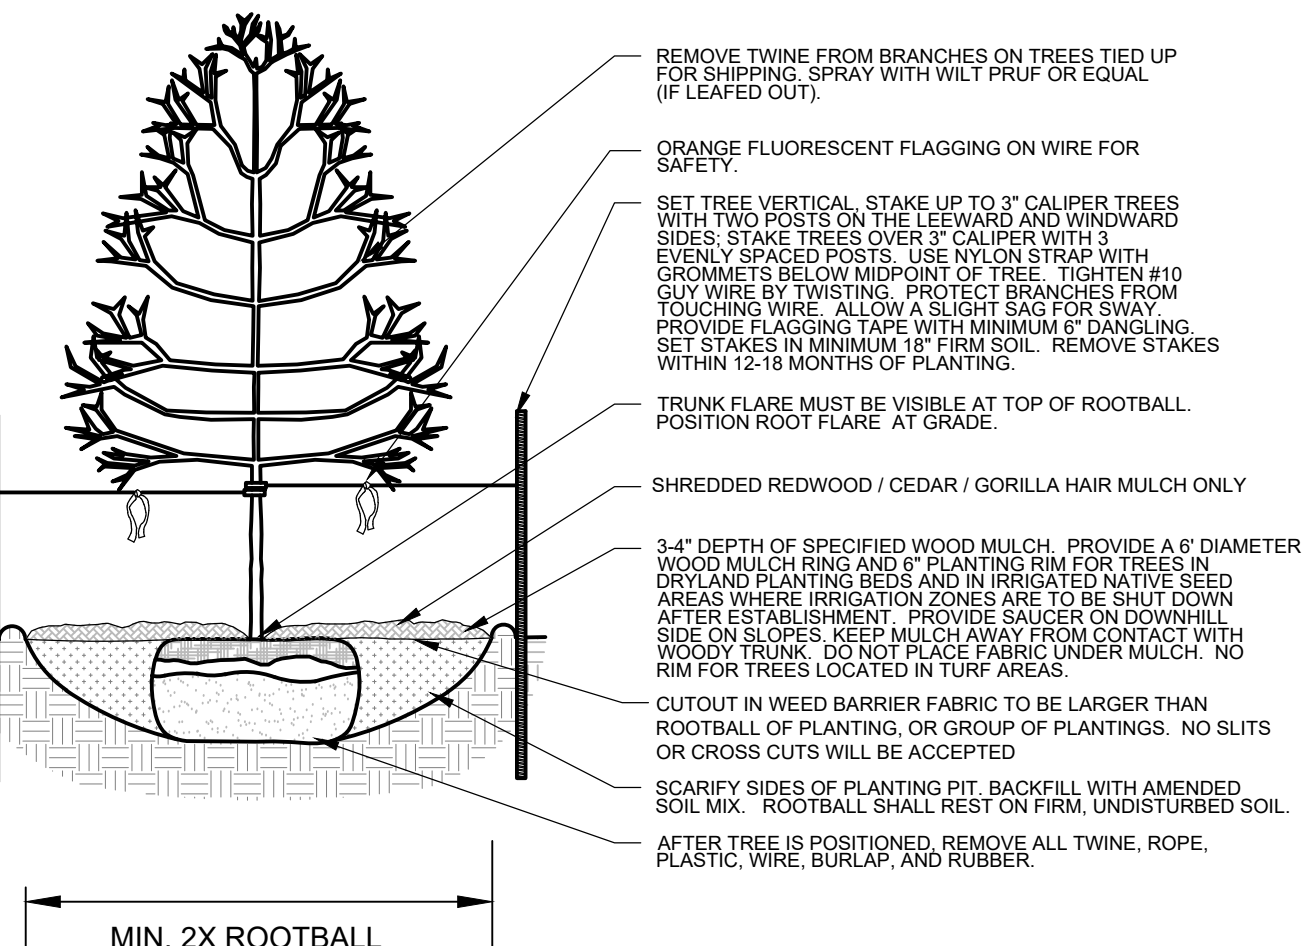 REMOVE TWINE FROM BRANCHES ON TREES TIED UP
FOR SHIPPING. SPRAY WITH WILT PRUF OR EQUAL
(IF LEAFED OUT).
ORANGE FLUORESCENT FLAGGING ON WIRE FOR
SAFETY.
SET TREE VERTICAL, STAKE UP TO 3" CALIPER TREES
WITH TWO POSTS ON THE LEEWARD AND WINDWARD
SIDES; STAKE TREES OVER 3" CALIPER WITH 3
EVENLY SPACED POSTS. USE NYLON STRAP WITH
GROMMETS BELOW MIDPOINT OF TREE. TIGHTEN #10
GUY WIRE BY TWISTING. PROTECT BRANCHES FROM
TOUCHING WIRE. ALLOW A SLIGHT SAG FOR SWAY.
PROVIDE FLAGGING TAPE WITH MINIMUM 6" DANGLING.
SET STAKES IN MINIMUM 18" FIRM SOIL. REMOVE STAKES
WITHIN 12-18 MONTHS OF PLANTING.
TRUNK FLARE MUST BE VISIBLE AT TOP OF ROOTBALL.
POSITION ROOT FLARE AT GRADE.
SHREDDED REDWOOD / CEDAR / GORILLA HAIR MULCH ONLY
3-4" DEPTH OF SPECIFIED WOOD MULCH. PROVIDE A 6' DIAMETER
WOOD MULCH RING AND 6" PLANTING RIM FOR TREES IN
DRYLAND PLANTING BEDS AND IN IRRIGATED NATIVE SEED
AREAS WHERE IRRIGATION ZONES ARE TO BE SHUT DOWN
AFTER ESTABLISHMENT. PROVIDE SAUCER ON DOWNHILL
SIDE ON SLOPES. KEEP MULCH AWAY FROM CONTACT WITH
WOODY TRUNK. DO NOT PLACE FABRIC UNDER MULCH. NO
RIM FOR TREES LOCATED IN TURF AREAS.
CUTOUT IN WEED BARRIER FABRIC TO BE LARGER THAN
ROOTBALL OF PLANTING, OR GROUP OF PLANTINGS. NO SLITS
OR CROSS CUTS WILL BE ACCEPTED
SCARIFY SIDES OF PLANTING PIT. BACKFILL WITH AMENDED
SOIL MIX. ROOTBALL SHALL REST ON FIRM, UNDISTURBED SOIL.
AFTER TREE IS POSITIONED, REMOVE ALL TWINE, ROPE,
PLASTIC, WIRE, BURLAP, AND RUBBER.
MIN. 2X ROOTBALL